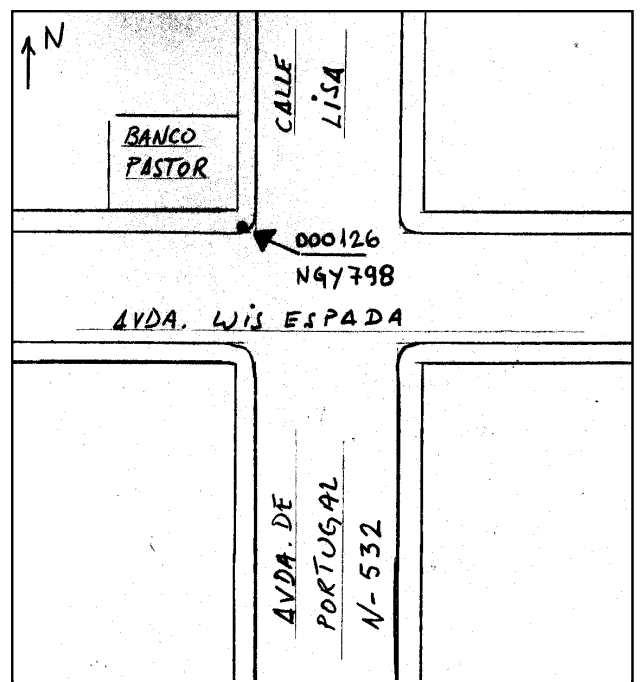 N
CALLE
LISA
BANCO
PASTOR
000126
NGY798
AVDA. LUIS ESPADA
AVDA. DE
PORTUGAL
N-532